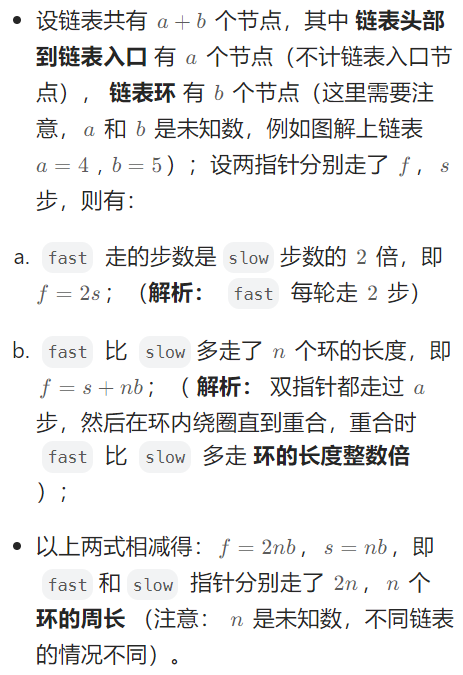 • 设链表共有 a + b 个节点，其中 链表头部
到链表入口 有 a 个节点（不计链表入口节
点）， 链表环 有 b 个节点（这里需要注
意，a 和 b 是未知数，例如图解上链表
a = 4 , b = 5）；设两指针分别走了 f ， s
步，则有：
a. fast 走的步数是 slow 步数的 2 倍，即
f = 2s；（解析： fast 每轮走 2 步）
b. fast 比 slow 多走了 n 个环的长度，即
f = s + nb；（ 解析： 双指针都走过 a
步，然后在环内绕圈直到重合，重合时
fast 比 slow 多走 环的长度整数倍
）；
• 以上两式相减得：f = 2nb，s = nb，即
fast 和 slow 指针分别走了 2n，n 个
环的周长 （注意： n 是未知数，不同链表
的情况不同）。